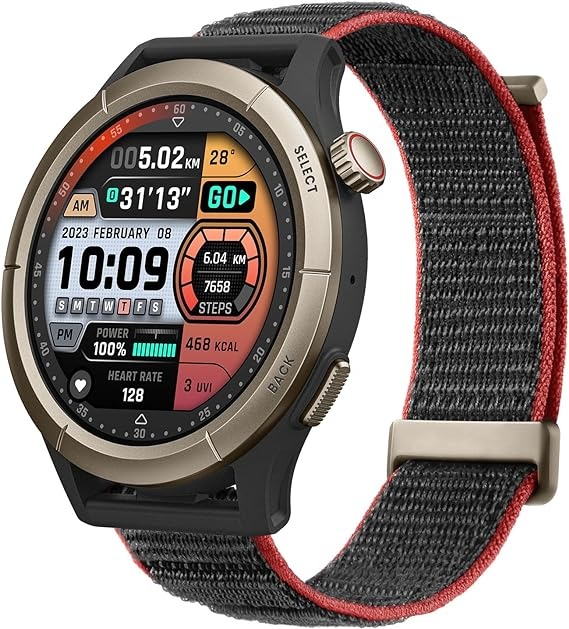 60
55
05
50
45
40
35
30
25
20
15
SELECT
BACK
005.02 KM
28°
31'13"
GO
AM
2023 FEBRUARY 08
10:09
S M T W T F S
PM
6.04 KM
7658
STEPS
POWER
100%
468 KCAL
HEART RATE
128
3 UVI